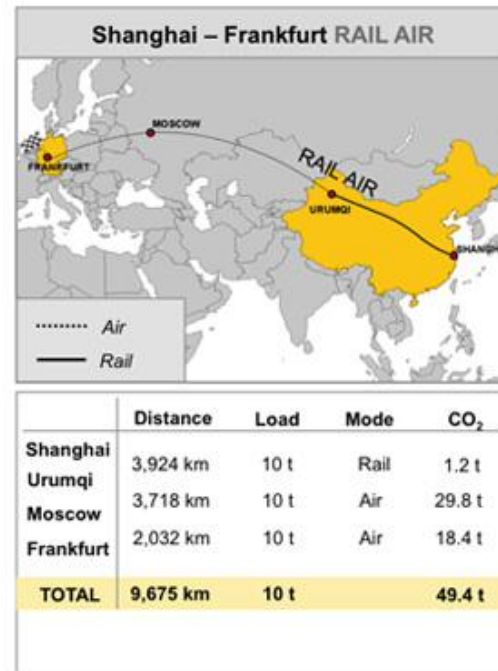 Shanghai – Frankfurt RAIL AIR
MOSCOW
FRANKFURT
RAIL AIR
URUMQI
SHANGH
Air
Rail
Distance Load Mode CO₂
Shanghai
3,924 km 10 t Rail 1.2 t
Urumqi
3,718 km 10 t Air 29.8 t
Moscow
2,032 km 10 t Air 18.4 t
Frankfurt
TOTAL 9,675 km 10 t 49.4 t